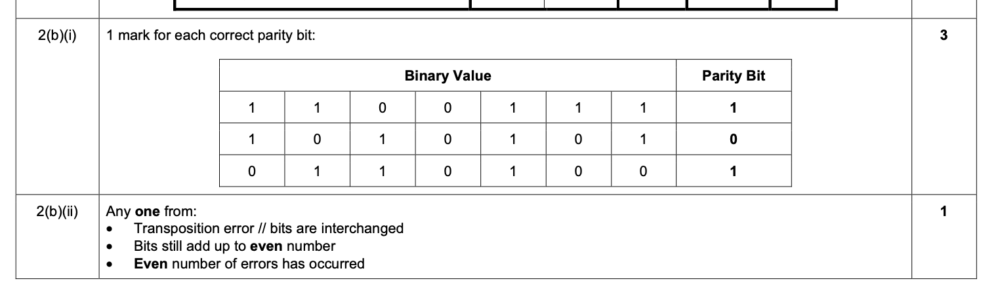 2(b)(i) 1 mark for each correct parity bit: 3
Binary Value Parity Bit
1 1 0 0 1 1 1 1
1 0 1 0 1 0 1 0
0 1 1 0 1 0 0 1
2(b)(ii) Any one from: 1
• Transposition error // bits are interchanged
• Bits still add up to even number
• Even number of errors has occurred